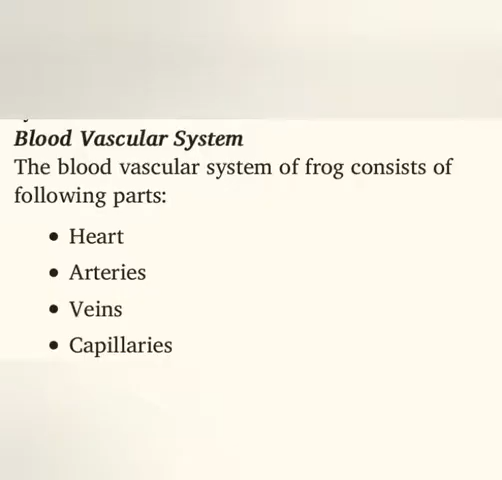 Blood Vascular System
The blood vascular system of frog consists of
following parts:
• Heart
• Arteries
• Veins
• Capillaries